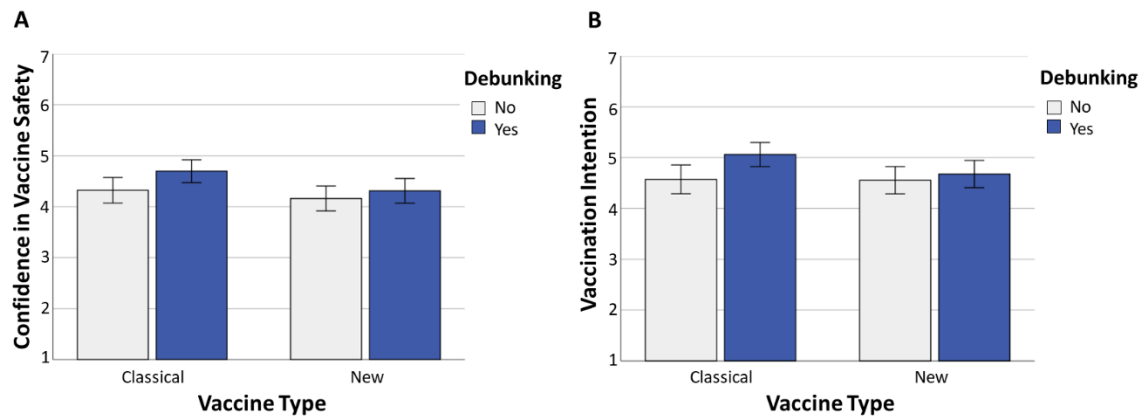 A
Confidence in Vaccine Safety
7
6
5
4
3
2
1
Classical
New
Vaccine Type
Debunking
No
Yes
B
Vaccination Intention
7
6
5
4
3
2
1
Classical
New
Vaccine Type
Debunking
No
Yes